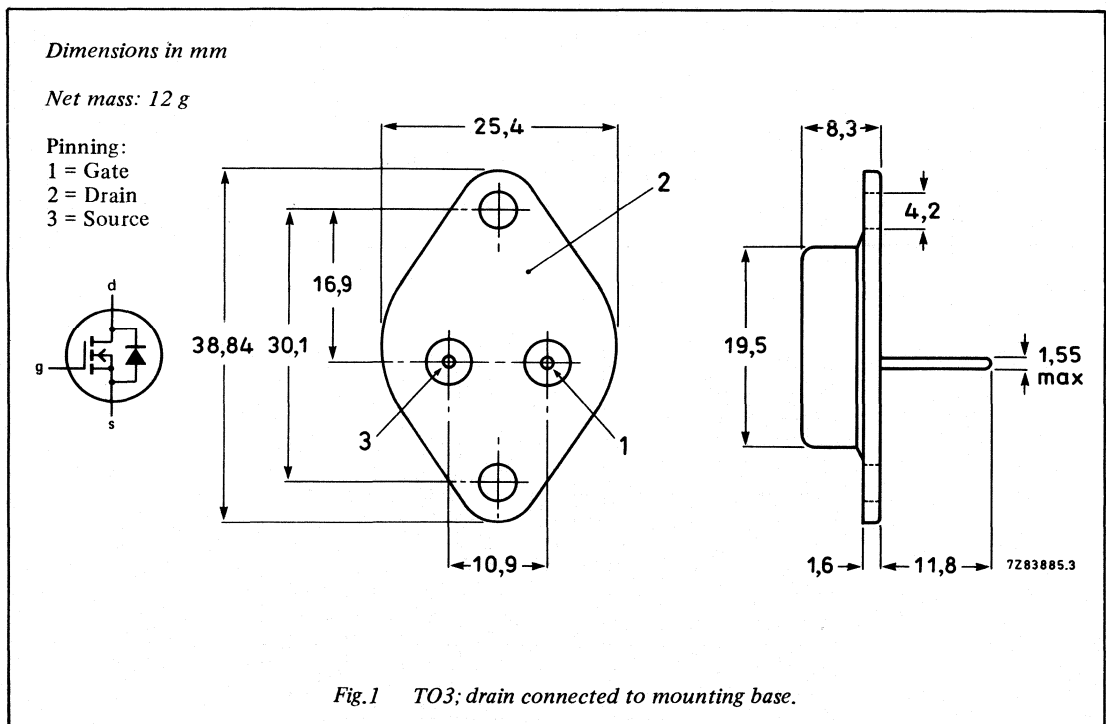 Dimensions in mm
Net mass: 12 g
Pinning:
1 = Gate
2 = Drain
3 = Source
d
g
s
25,4
2
16,9
38,84
30,1
3
1
10,9
8,3
4,2
19,5
1,55
max
1,6
11,8
7Z83885.3
Fig.1 TO3; drain connected to mounting base.